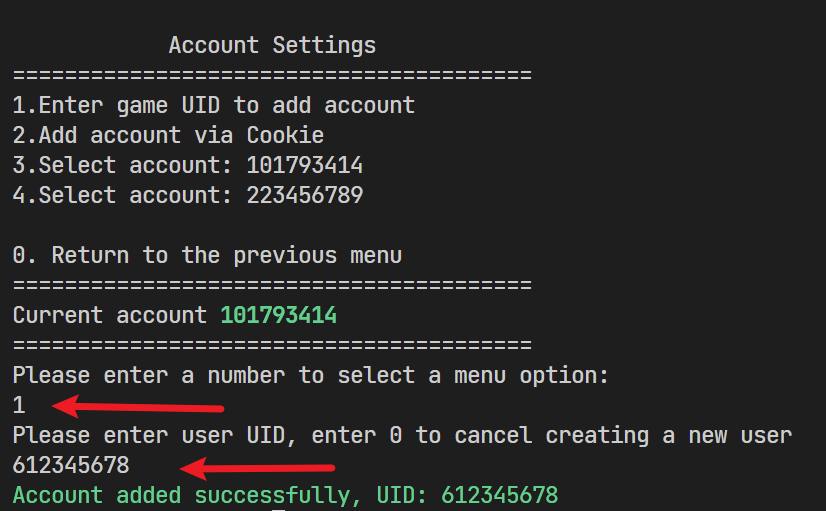 Account Settings
========================================
1.Enter game UID to add account
2.Add account via Cookie
3.Select account: 101793414
4.Select account: 223456789
0. Return to the previous menu
========================================
Current account 101793414
========================================
Please enter a number to select a menu option:
1
Please enter user UID, enter 0 to cancel creating a new user
612345678
Account added successfully, UID: 612345678